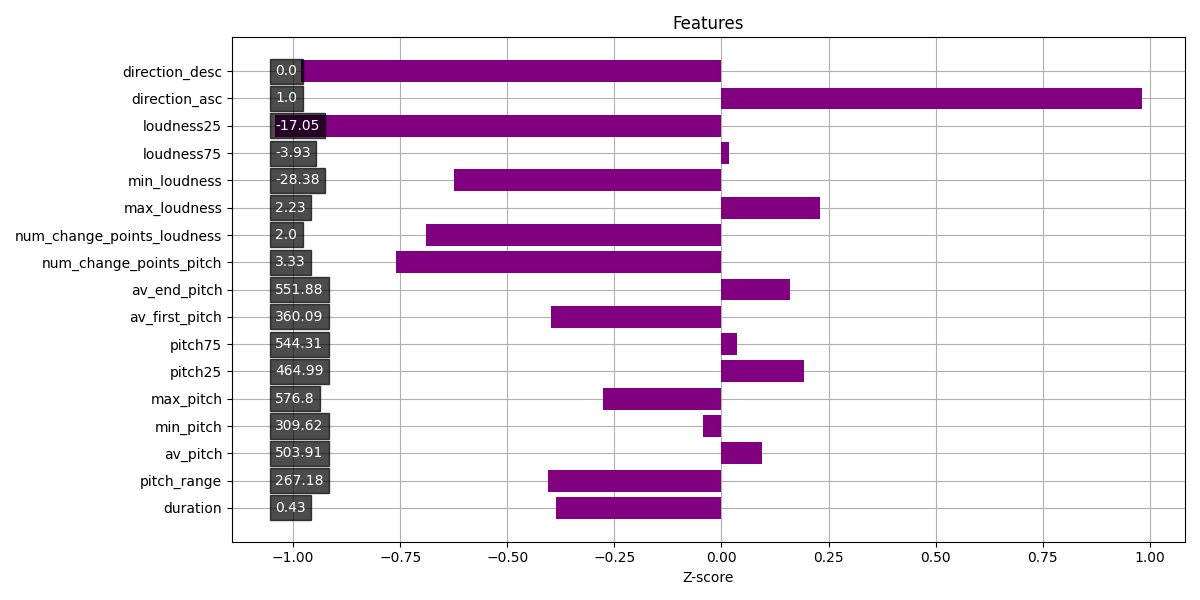 Features
direction_desc 0.0
direction_asc 1.0
loudness25 -17.05
loudness75 -3.93
min_loudness -28.38
max_loudness 2.23
num_change_points_loudness 2.0
num_change_points_pitch 3.33
av_end_pitch 551.88
av_first_pitch 360.09
pitch75 544.31
pitch25 464.99
max_pitch 576.8
min_pitch 309.62
av_pitch 503.91
pitch_range 267.18
duration 0.43
−1.00 −0.75 −0.50 −0.25 0.00 0.25 0.50 0.75 1.00
Z-score